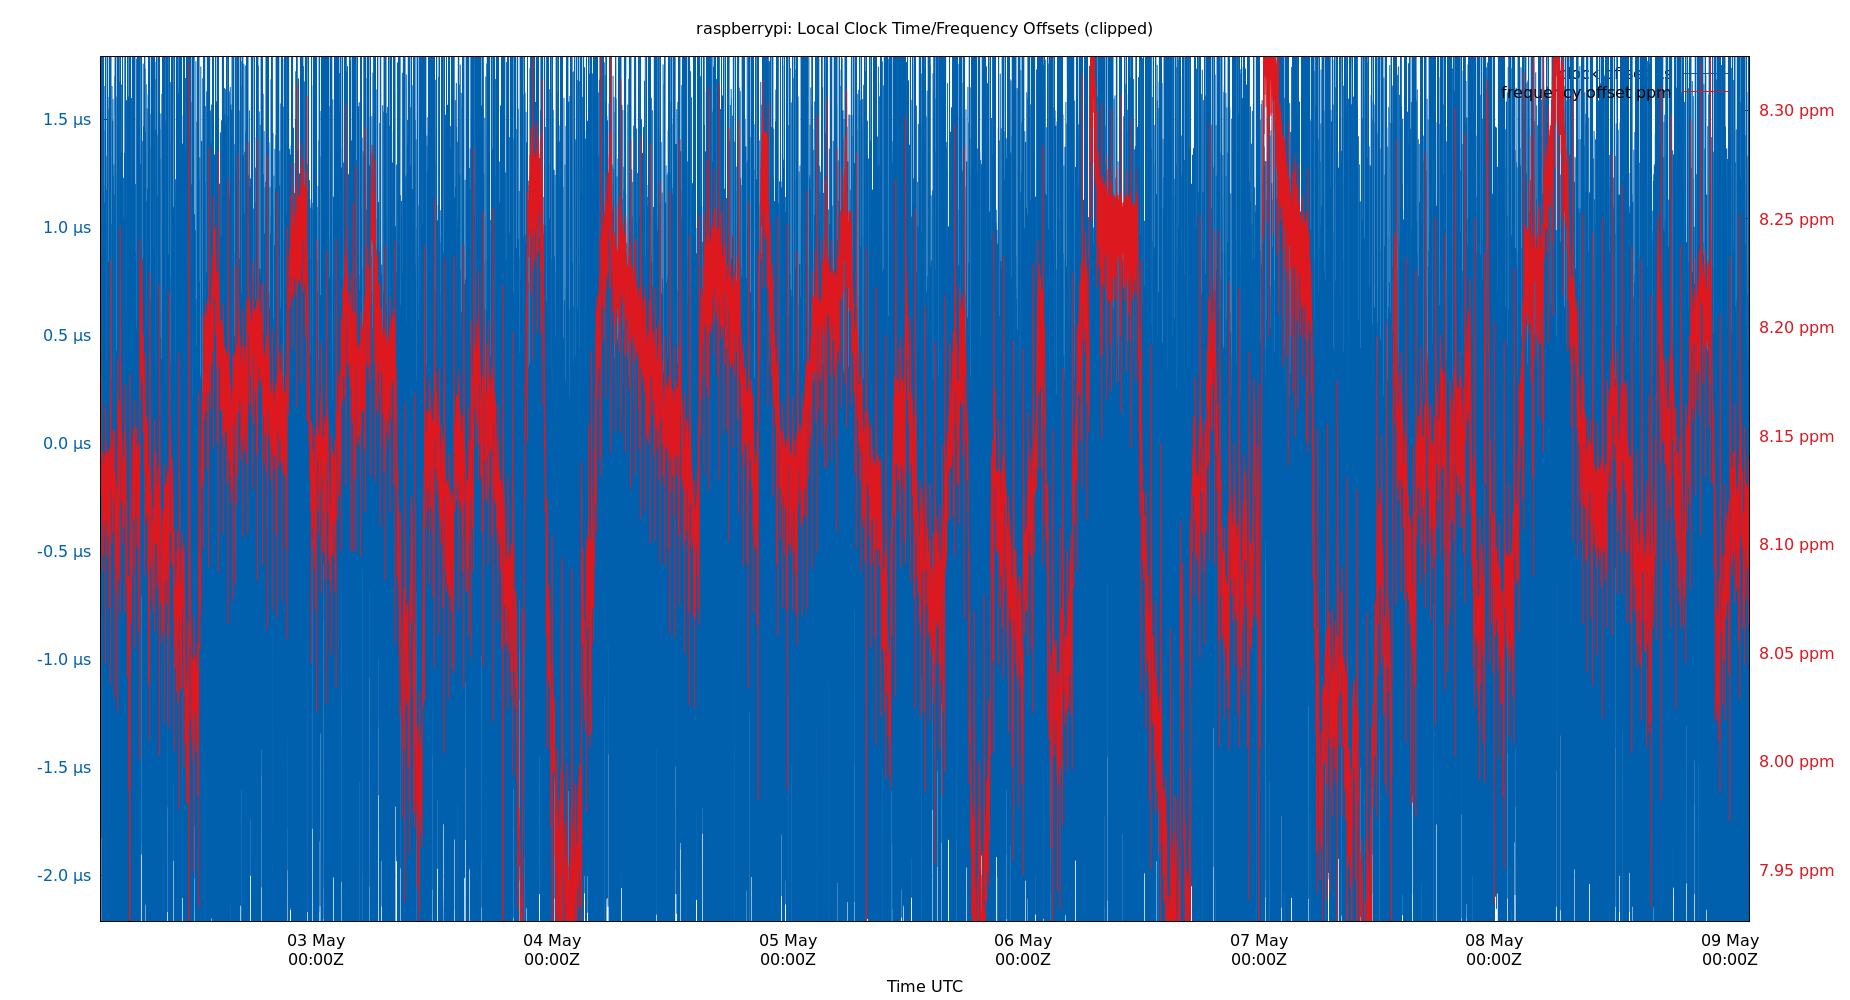 raspberrypi: Local Clock Time/Frequency Offsets (clipped)
clock offset µs
frequency offset ppm
1.5 µs
1.0 µs
0.5 µs
0.0 µs
-0.5 µs
-1.0 µs
-1.5 µs
-2.0 µs
8.30 ppm
8.25 ppm
8.20 ppm
8.15 ppm
8.10 ppm
8.05 ppm
8.00 ppm
7.95 ppm
03 May
00:00Z
04 May
00:00Z
05 May
00:00Z
06 May
00:00Z
07 May
00:00Z
08 May
00:00Z
09 May
00:00Z
Time UTC